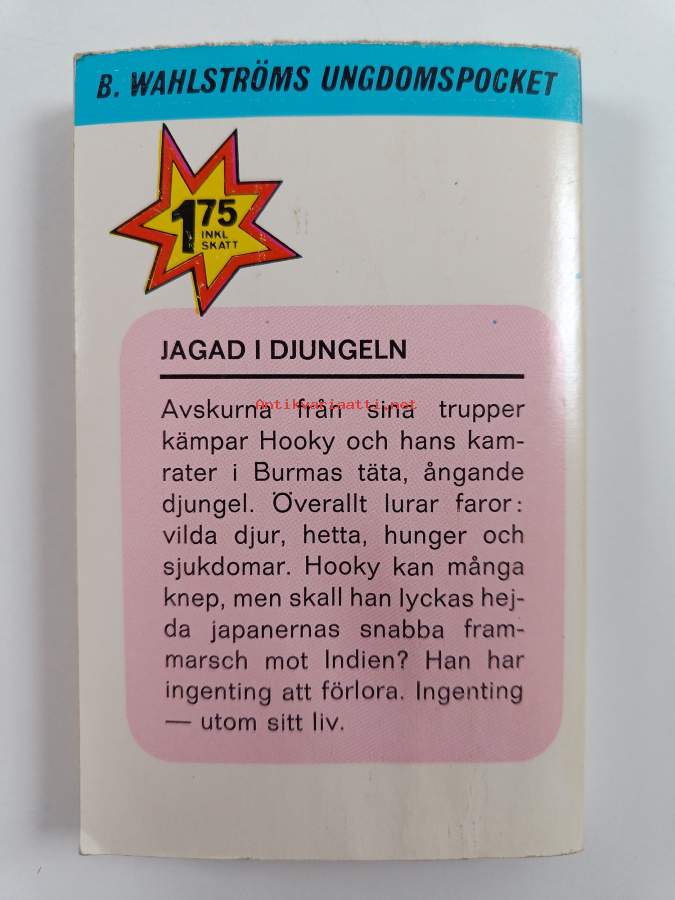 B. WAHLSTRÖMS UNGDOMSPOCKET
1 75
INKL
SKATT
JAGAD I DJUNGELN
Avskurna från sina trupper
Antikvariaatti.net
kämpar Hooky och hans kam-
rater i Burmas täta, ångande
djungel. Överallt lurar faror:
vilda djur, hetta, hunger och
sjukdomar. Hooky kan många
knep, men skall han lyckas hej-
da japanernas snabba fram-
marsch mot Indien? Han har
ingenting att förlora. Ingenting
— utom sitt liv.